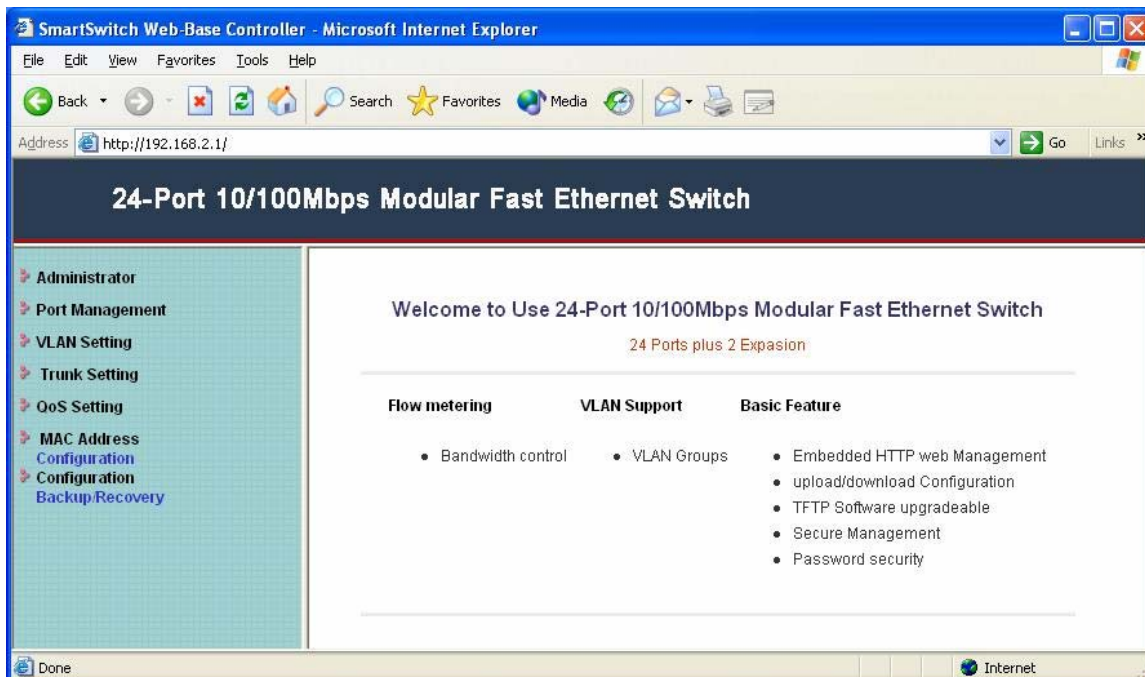 SmartSwitch Web-Base Controller - Microsoft Internet Explorer
File Edit View Favorites Tools Help
Back Search Favorites Media
Address http://192.168.2.1/ Go Links »
24-Port 10/100Mbps Modular Fast Ethernet Switch
Administrator
Port Management
VLAN Setting
Trunk Setting
QoS Setting
MAC Address
Configuration
Configuration
Backup/Recovery
Welcome to Use 24-Port 10/100Mbps Modular Fast Ethernet Switch
24 Ports plus 2 Expasion
Flow metering VLAN Support Basic Feature
• Bandwidth control • VLAN Groups • Embedded HTTP web Management
• upload/download Configuration
• TFTP Software upgradeable
• Secure Management
• Password security
Done Internet